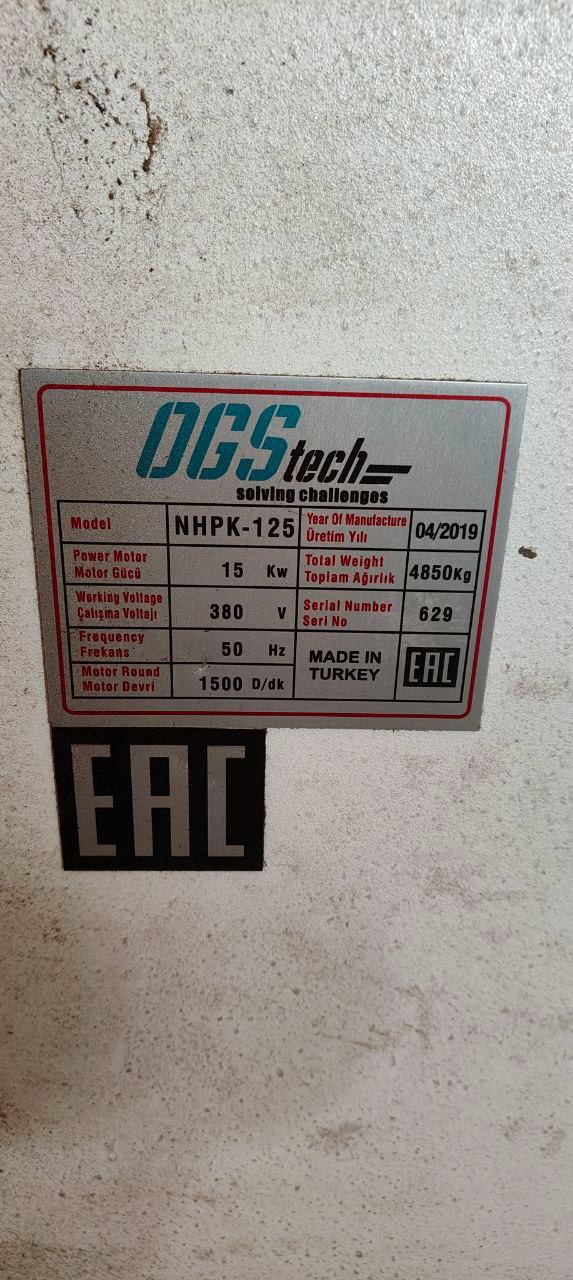 OGS tech
solving challenges
Model NHPK-125 Year Of Manufacture
Üretim Yılı 04/2019
Power Motor
Motor Gücü 15 Kw Total Weight
Toplam Ağırlık 4850Kg
Working Voltage
Çalışma Voltajı 380 V Serial Number
Seri No 629
Frequency
Frekans 50 Hz MADE IN
TURKEY EAC
Motor Round
Motor Devri 1500 D/dk
EAC